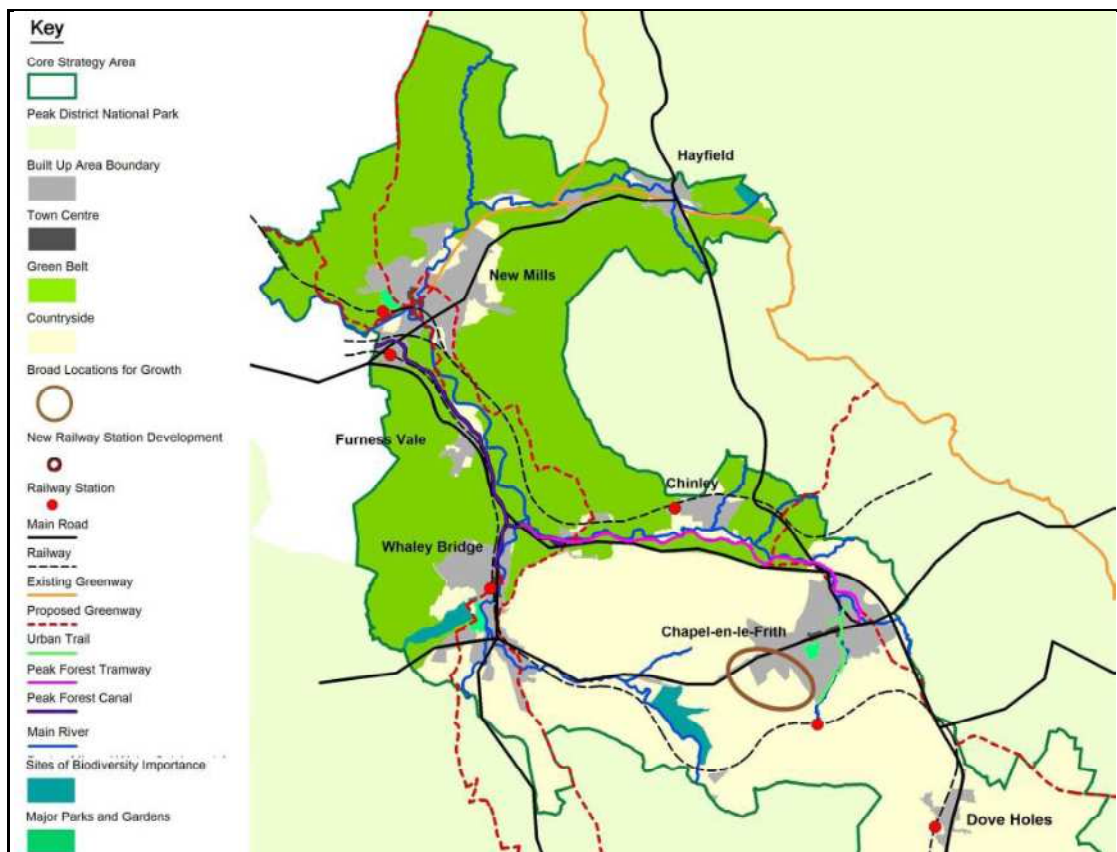 Key
Core Strategy Area
Peak District National Park
Built Up Area Boundary
Town Centre
Green Belt
Countryside
Broad Locations for Growth
New Railway Station Development
Railway Station
Main Road
Railway
Existing Greenway
Proposed Greenway
Urban Trail
Peak Forest Tramway
Peak Forest Canal
Main River
Sites of Biodiversity Importance
Major Parks and Gardens
Hayfield
New Mills
Furness Vale
Chinley
Whaley Bridge
Chapel-en-le-Frith
Dove Holes